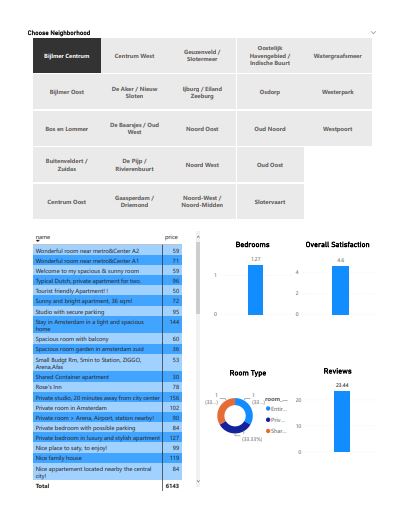 Choose Neighborhood
Bijlmer Centrum
Centrum West
Geuzenveld /
Slotermeer
Oostelijk
Havengebied /
Indische Buurt
Watergraafsmeer
Bijlmer Oost
De Aker / Nieuw
Sloten
Ijburg / Eiland
Zeeburg
Osdorp
Westerpark
Bos en Lommer
De Baarsjes / Oud
West
Noord Oost
Oud Noord
Westpoort
Buitenveldert /
Zuidas
De Pijp /
Rivierenbuurt
Noord West
Oud Oost
Centrum Oost
Gaasperdam /
Driemond
Noord-West /
Noord-Midden
Slotervaart
name price
Wonderful room near metro&Center A2 59
Wonderful room near metro&Center A1 71
Welcome to my spacious & sunny room 59
Typical Dutch, private apartment for two. 96
Tourist friendly Apartment! ! 50
Sunny and bright apartment, 36 sqm! 72
Studio with secure parking 95
Stay in Amsterdam in a light and spacious 144
home
Spacious room with balcony 60
Spacious room garden in amsterdam zuid 36
Small Budgt Rm, 5min to Station, ZIGGO, 53
Arena,Afas
Shared Container apartment 30
Rose's Inn 78
Private studio, 20 minutes away from city center 156
Private room in Amsterdam 102
Private room > Arena, Airport, station nearby! 90
Private bedroom with possible parking 84
Private bedroom in luxury and stylish apartment 127
Nice place to saty, to enjoy! 99
Nice family house 119
Nice appertement located nearby the central 84
city!
Total 6143
Bedrooms
1.27
1
0
Overall Satisfaction
4.6
4
2
0
Room Type
1
(33...)
1
(33...)
1
(33.33%)
room_...
Entir...
Priv...
Shar...
Reviews
23.44
20
10
0